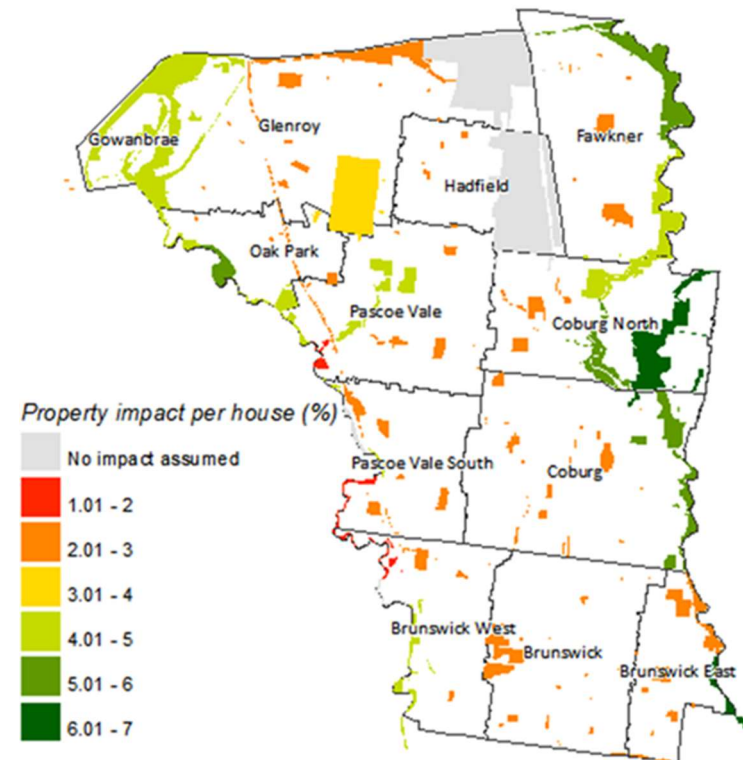 Gowanbrae
Glenroy
Fawkner
Hadfield
Oak Park
Pascoe Vale
Coburg North
Property impact per house (%)
No impact assumed
1.01 - 2
2.01 - 3
3.01 - 4
4.01 - 5
5.01 - 6
6.01 - 7
Pascoe Vale South
Coburg
Brunswick West
Brunswick
Brunswick East